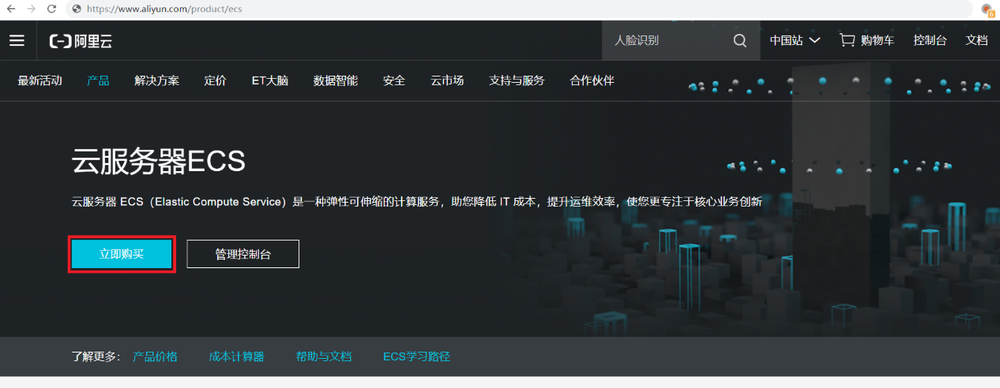 https://www.aliyun.com/product/ecs
6
阿里云 人脸识别 中国站 购物车 控制台 文档
最新活动 产品 解决方案 定价 ET大脑 数据智能 安全 云市场 支持与服务 合作伙伴
云服务器ECS
云服务器 ECS（Elastic Compute Service）是一种弹性可伸缩的计算服务，助您降低 IT 成本，提升运维效率，使您更专注于核心业务创新
立即购买 管理控制台
了解更多： 产品价格 成本计算器 帮助与文档 ECS学习路径